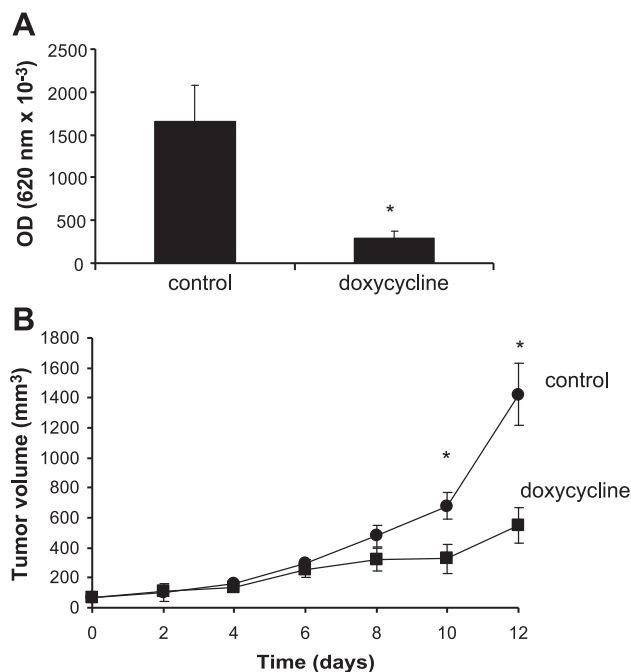 A
OD (620 nm x 10-3)
2500
2000
1500
1000
500
0
*
control
doxycycline
B
Tumor volume (mm3)
1800
1600
1400
1200
1000
800
600
400
200
0
*
*
control
doxycycline
0 2 4 6 8 10 12
Time (days)